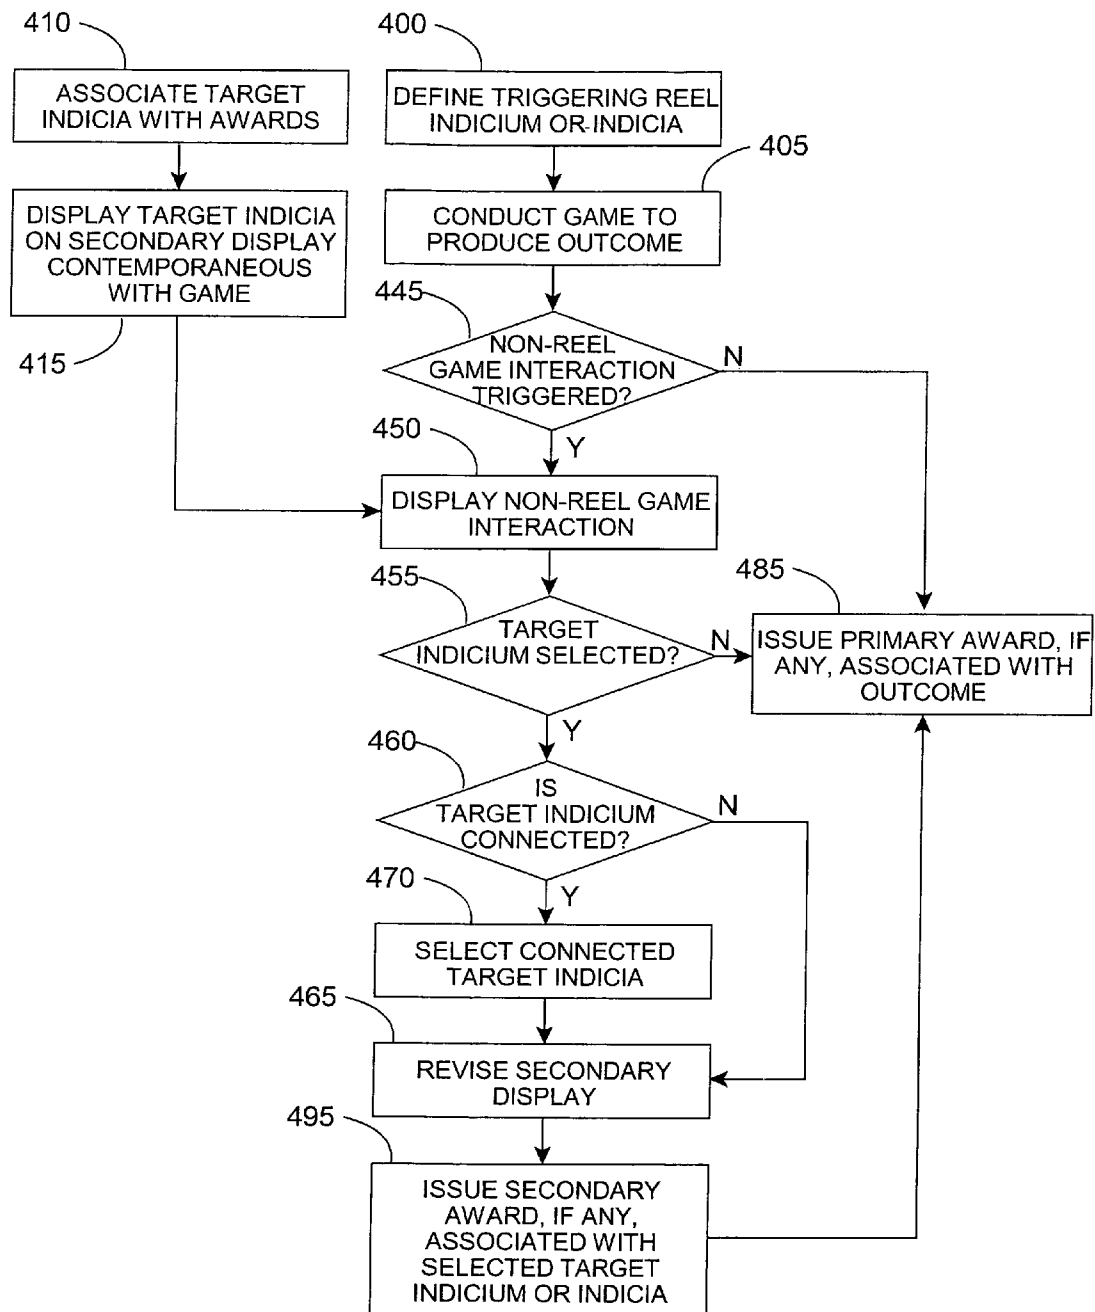 410
400
ASSOCIATE TARGET
INDICIA WITH AWARDS
DEFINE TRIGGERING REEL
INDICIUM OR-INDICIA
405
DISPLAY TARGET INDICIA
ON SECONDARY DISPLAY
CONTEMPORANEOUS
WITH GAME
CONDUCT GAME TO
PRODUCE OUTCOME
415
445
NON-REEL
GAME INTERACTION
TRIGGERED?
N
Y
450
DISPLAY NON-REEL GAME
INTERACTION
455
TARGET
INDICIUM SELECTED?
N
Y
485
ISSUE PRIMARY AWARD, IF
ANY, ASSOCIATED WITH
OUTCOME
460
IS
TARGET INDICIUM
CONNECTED?
N
Y
470
SELECT CONNECTED
TARGET INDICIA
465
REVISE SECONDARY
DISPLAY
495
ISSUE SECONDARY
AWARD, IF ANY,
ASSOCIATED WITH
SELECTED TARGET
INDICIUM OR INDICIA